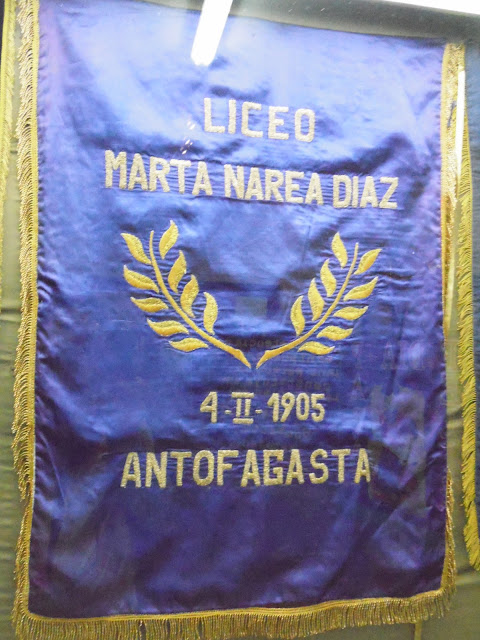 LICEO
MARTA NAREA DIAZ
4-II-1905
ANTOFAGASTA